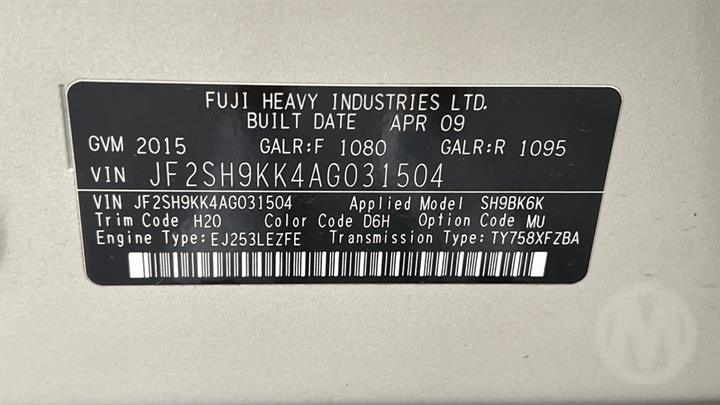 FUJI HEAVY INDUSTRIES LTD.
BUILT DATE APR 09
GVM 2015 GALR:F 1080 GALR:R 1095
VIN JF2SH9KK4AG031504
VIN JF2SH9KK4AG031504 Applied Model SH9BK6K
Trim Code H20 Color Code D6H Option Code MU
Engine Type:EJ253LEZFE Transmission Type:TY758XFZBA
M